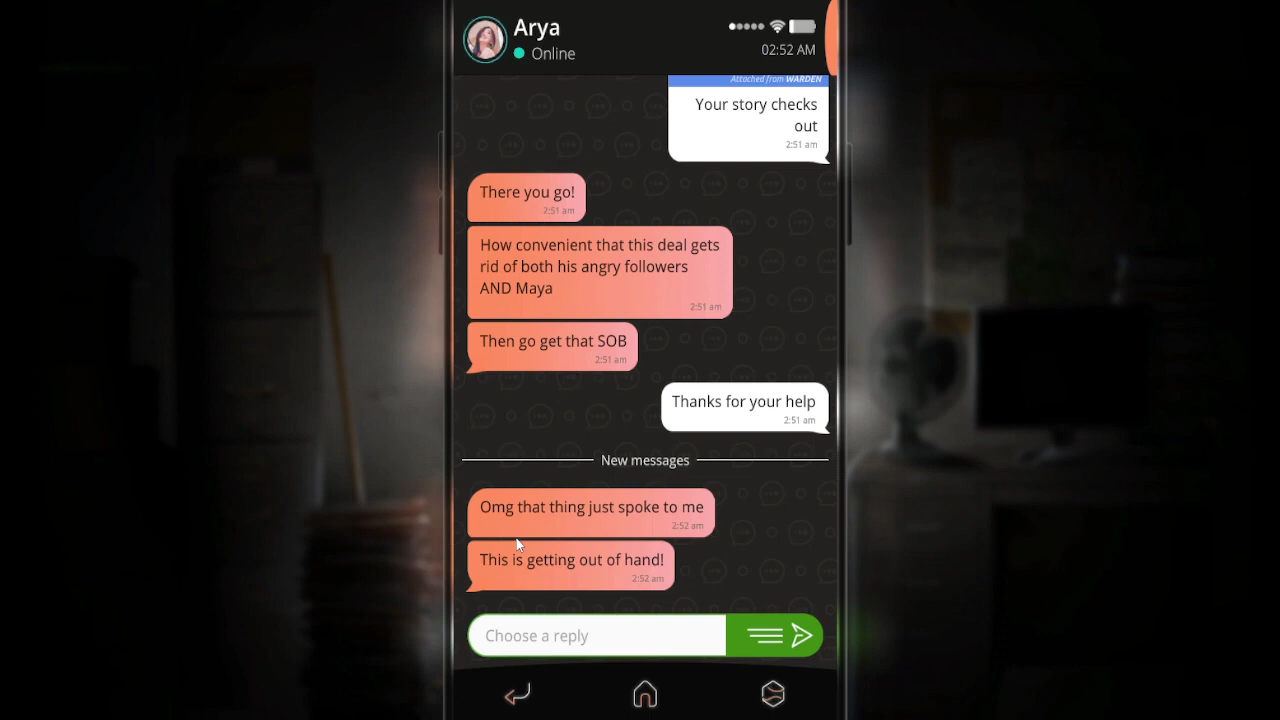 Arya
Online
02:52 AM
Attached from WARDEN
Your story checks
out
2:51 am
There you go!
2:51 am
How convenient that this deal gets
rid of both his angry followers
AND Maya
2:51 am
Then go get that SOB
2:51 am
Thanks for your help
2:51 am
New messages
Omg that thing just spoke to me
2:52 am
This is getting out of hand!
2:52 am
Choose a reply